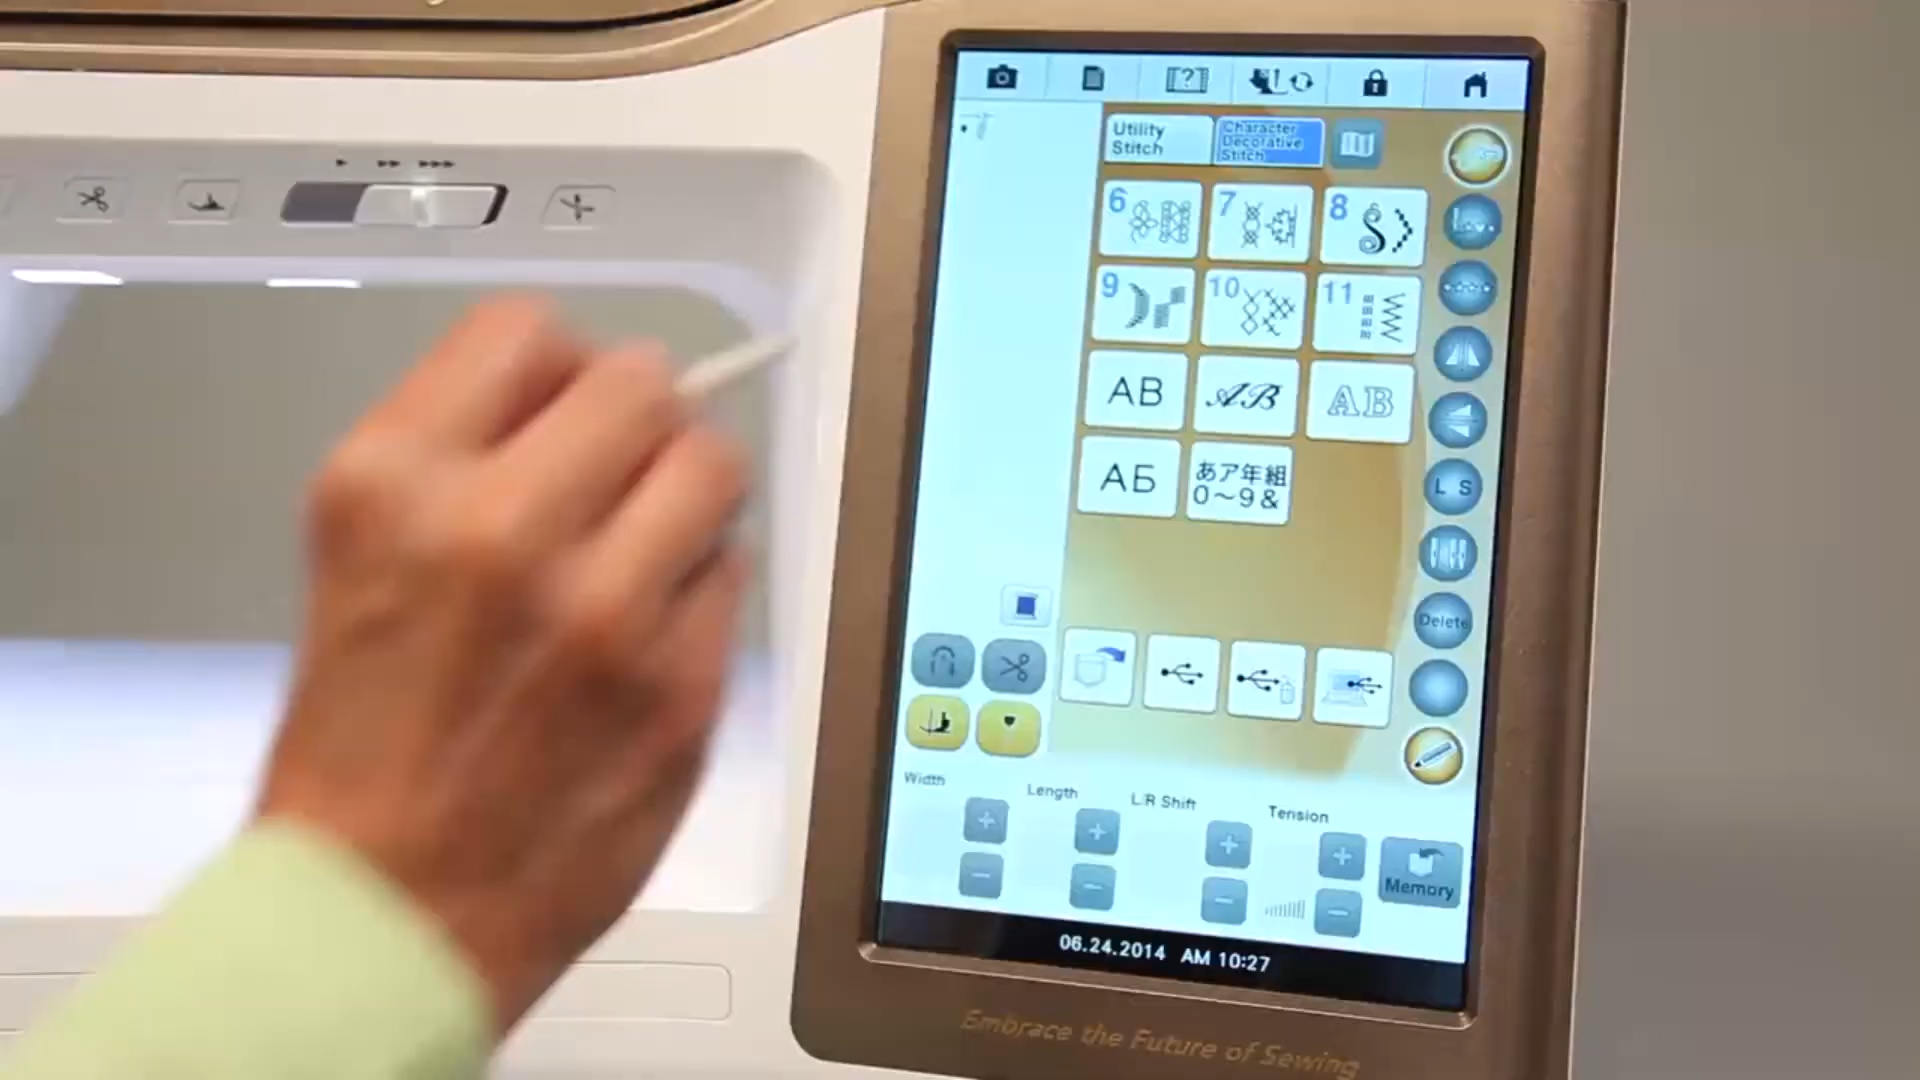 Utility
Stitch
Character
Decorative
Stitch
6
7
8
9
10
11
AB
AB
AB
АБ
あア年組
0～9&
L S
Delete
Width
Length
L/R Shift
Tension
Memory
06.24.2014 AM 10:27
Embrace the Future of Sewing